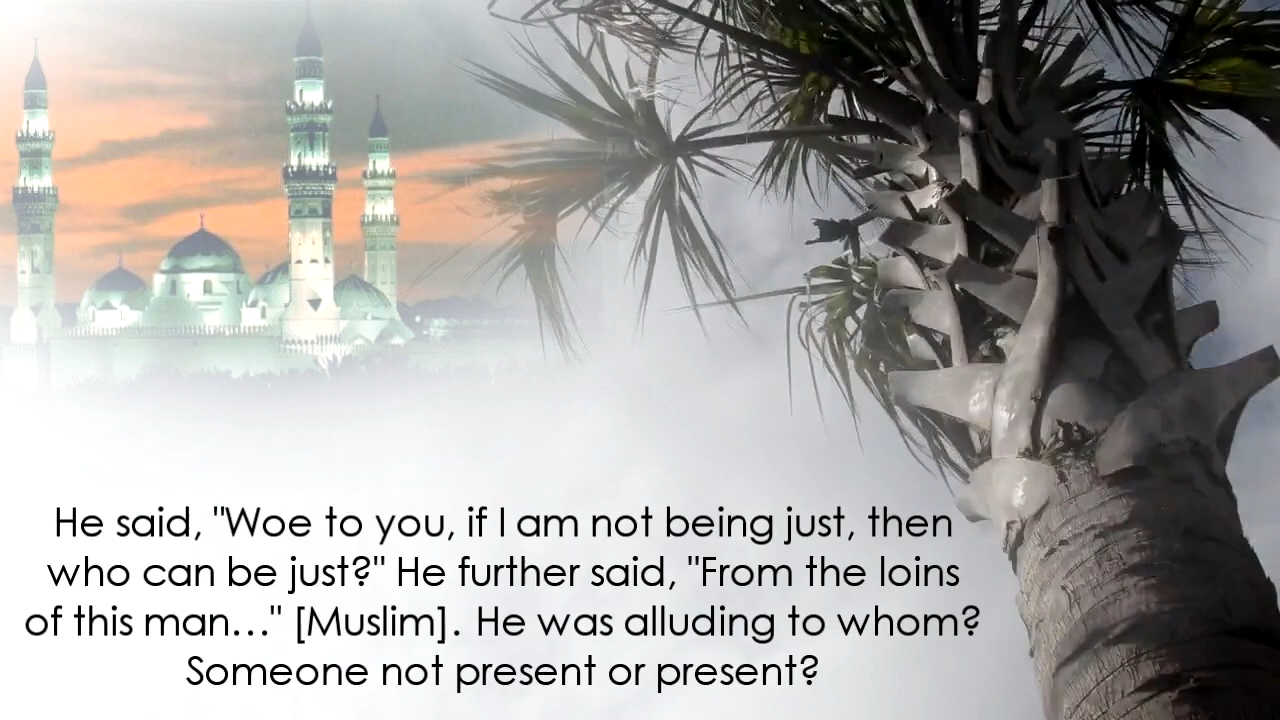 He said, "Woe to you, if I am not being just, then
who can be just?" He further said, "From the loins
of this man..." [Muslim]. He was alluding to whom?
Someone not present or present?